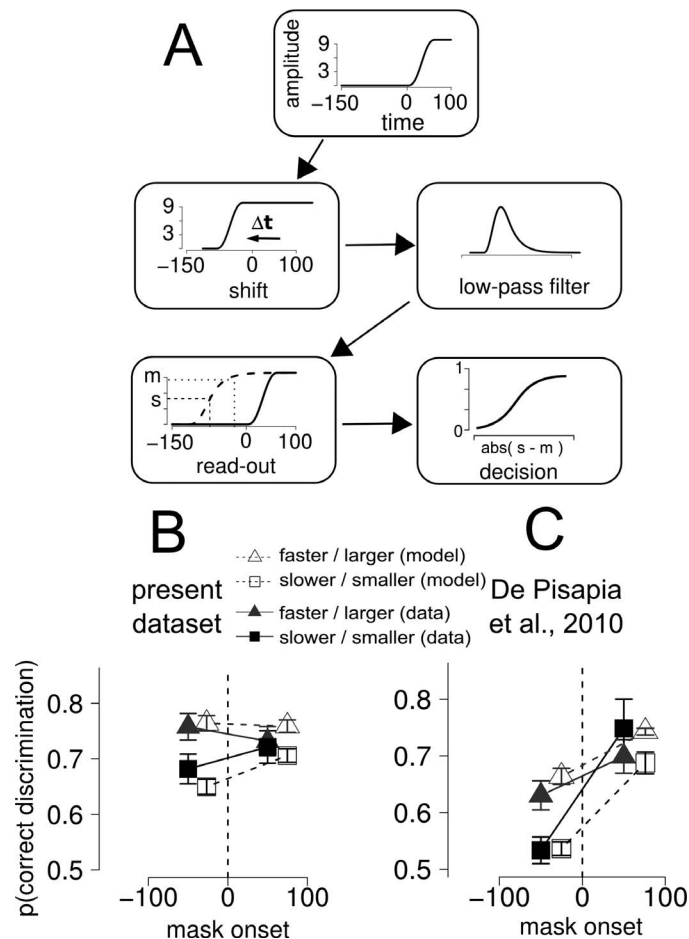 A
amplitude
9
3
−150 0 100
time
9
3
Δt
−150 0 100
shift
low-pass filter
m
s
−150 0 100
read-out
1
0
abs( s - m )
decision
B
present
dataset
faster / larger (model)
slower / smaller (model)
faster / larger (data)
slower / smaller (data)
C
De Pisapia
et al., 2010
p(correct discrimination)
0.8
0.7
0.6
0.5
−100 0 100
mask onset
0.8
0.7
0.6
0.5
−100 0 100
mask onset